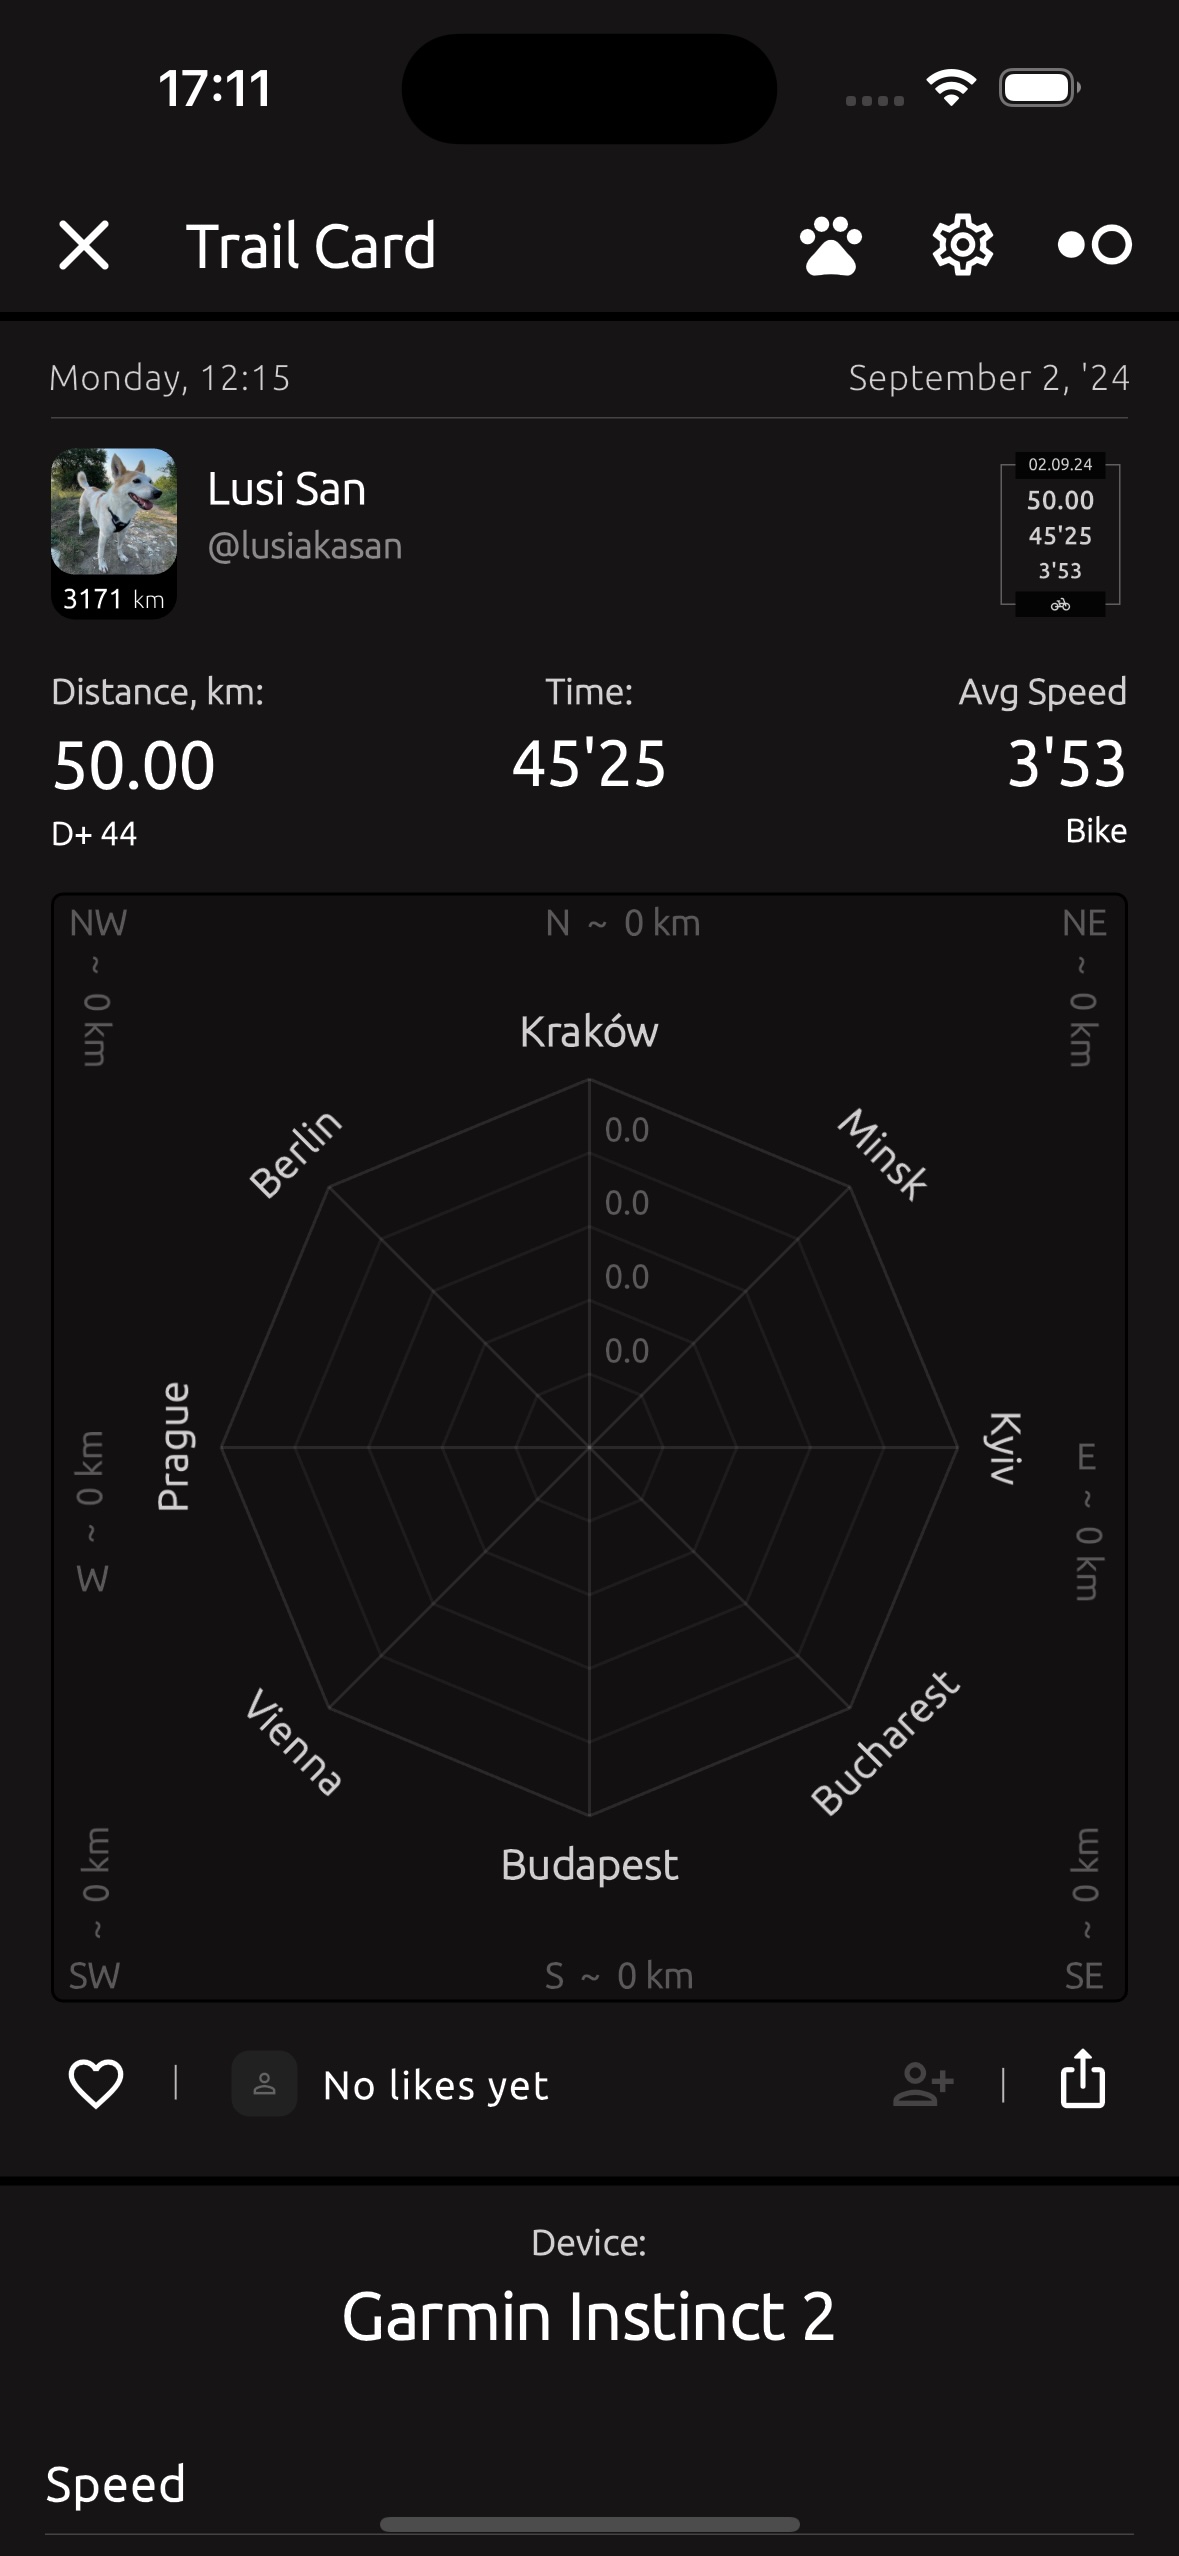 17:11
Trail Card
Monday, 12:15
September 2, '24
Lusi San
@lusiakasan
3171 km
02.09.24
50.00
45'25
3'53
Distance, km:
50.00
D+ 44
Time:
45'25
Avg Speed
3'53
Bike
NW ~ 0 km
N ~ 0 km
NE ~ 0 km
Kraków
Berlin
Minsk
0.0
0.0
0.0
0.0
Prague
Kyiv
W ~ 0 km
E ~ 0 km
Vienna
Bucharest
Budapest
SW ~ 0 km
S ~ 0 km
SE ~ 0 km
No likes yet
Device:
Garmin Instinct 2
Speed